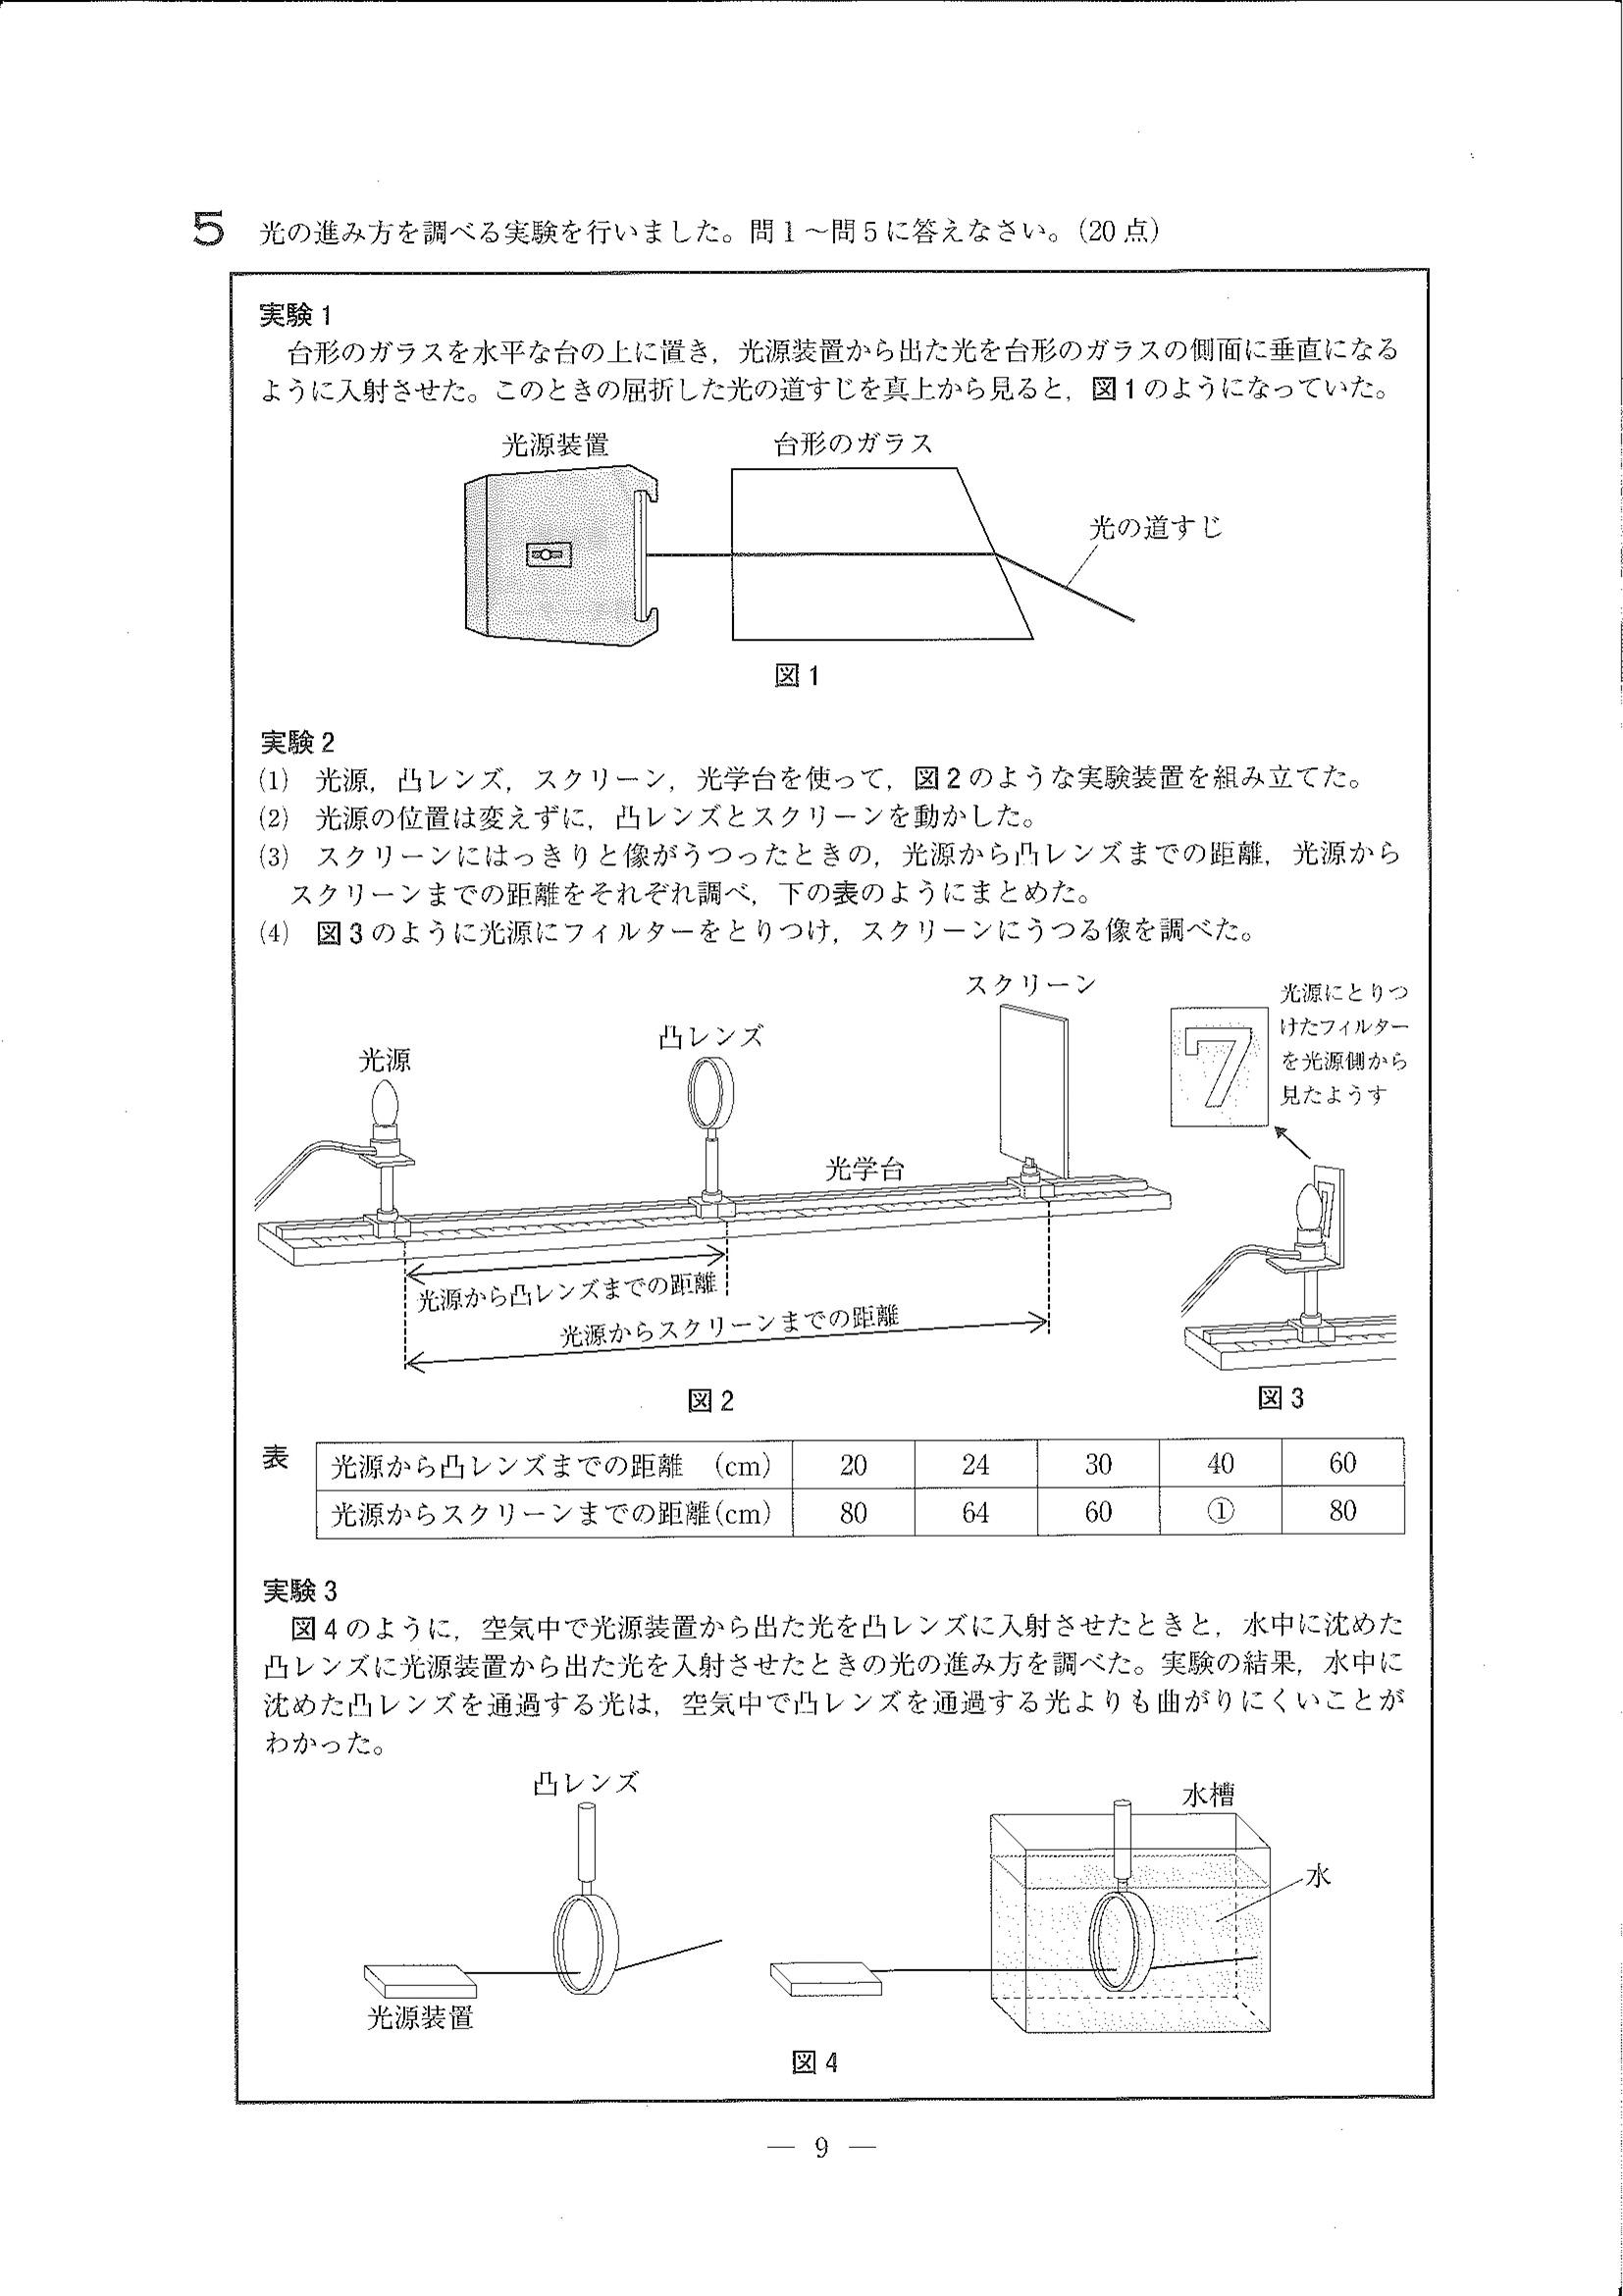 5 光の進み方を調べる実験を行いました。問1～問5に答えなさい。(20点)
実験1
台形のガラスを水平な台の上に置き，光源装置から出た光を台形のガラスの側面に垂直になる
ように入射させた。このときの屈折した光の道すじを真上から見ると，図1のようになっていた。
光源装置
台形のガラス
光の道すじ
図1
実験2
(1) 光源，凸レンズ，スクリーン，光学台を使って，図2のような実験装置を組み立てた。
(2) 光源の位置は変えずに，凸レンズとスクリーンを動かした。
(3) スクリーンにはっきりと像がうつったときの，光源から凸レンズまでの距離，光源から
スクリーンまでの距離をそれぞれ調べ，下の表のようにまとめた。
(4) 図3のように光源にフィルターをとりつけ，スクリーンにうつる像を調べた。
スクリーン
凸レンズ
光源
光学台
光源から凸レンズまでの距離
光源からスクリーンまでの距離
図2
光源にとりつ
けたフィルター
を光源側から
見たようす
7
図3
表
光源から凸レンズまでの距離 (cm) 20 24 30 40 60
光源からスクリーンまでの距離(cm) 80 64 60 ① 80
実験3
図4のように，空気中で光源装置から出た光を凸レンズに入射させたときと，水中に沈めた
凸レンズに光源装置から出た光を入射させたときの光の進み方を調べた。実験の結果，水中に
沈めた凸レンズを通過する光は，空気中で凸レンズを通過する光よりも曲がりにくいことが
わかった。
凸レンズ
光源装置
水槽
水
図4
— 9 —